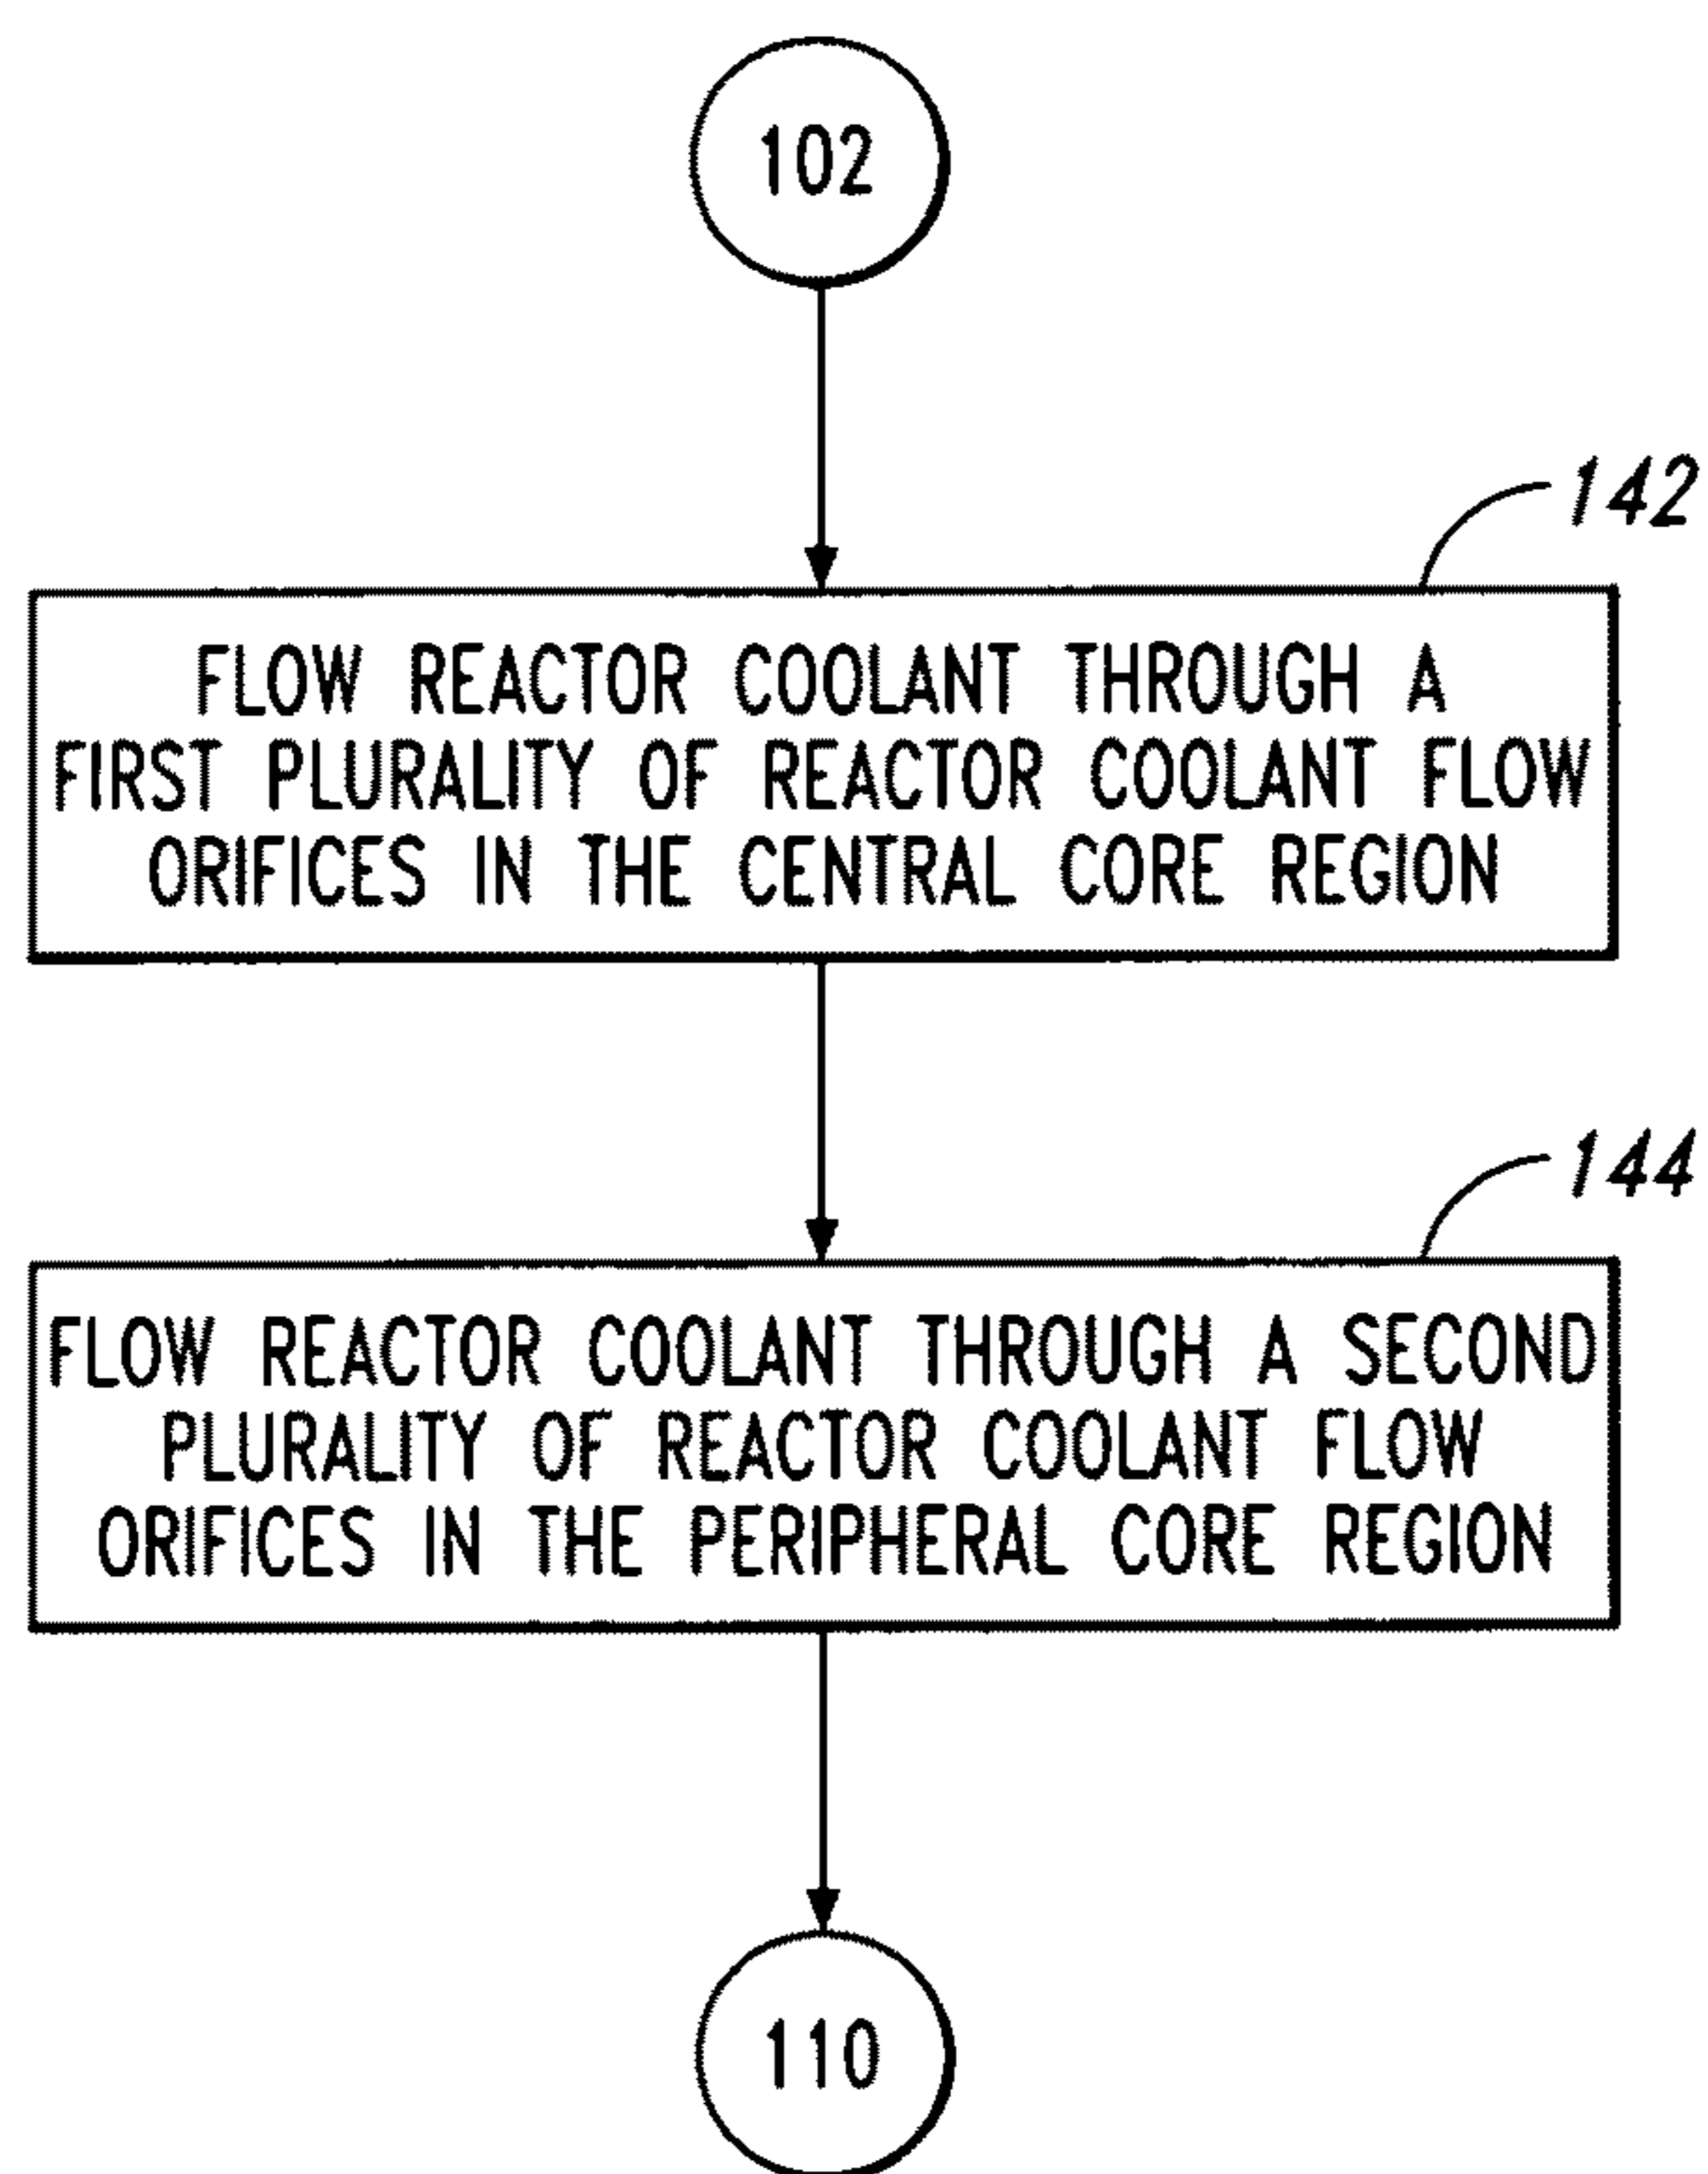 102
142
FLOW REACTOR COOLANT THROUGH A
FIRST PLURALITY OF REACTOR COOLANT FLOW
ORIFICES IN THE CENTRAL CORE REGION
144
FLOW REACTOR COOLANT THROUGH A SECOND
PLURALITY OF REACTOR COOLANT FLOW
ORIFICES IN THE PERIPHERAL CORE REGION
110